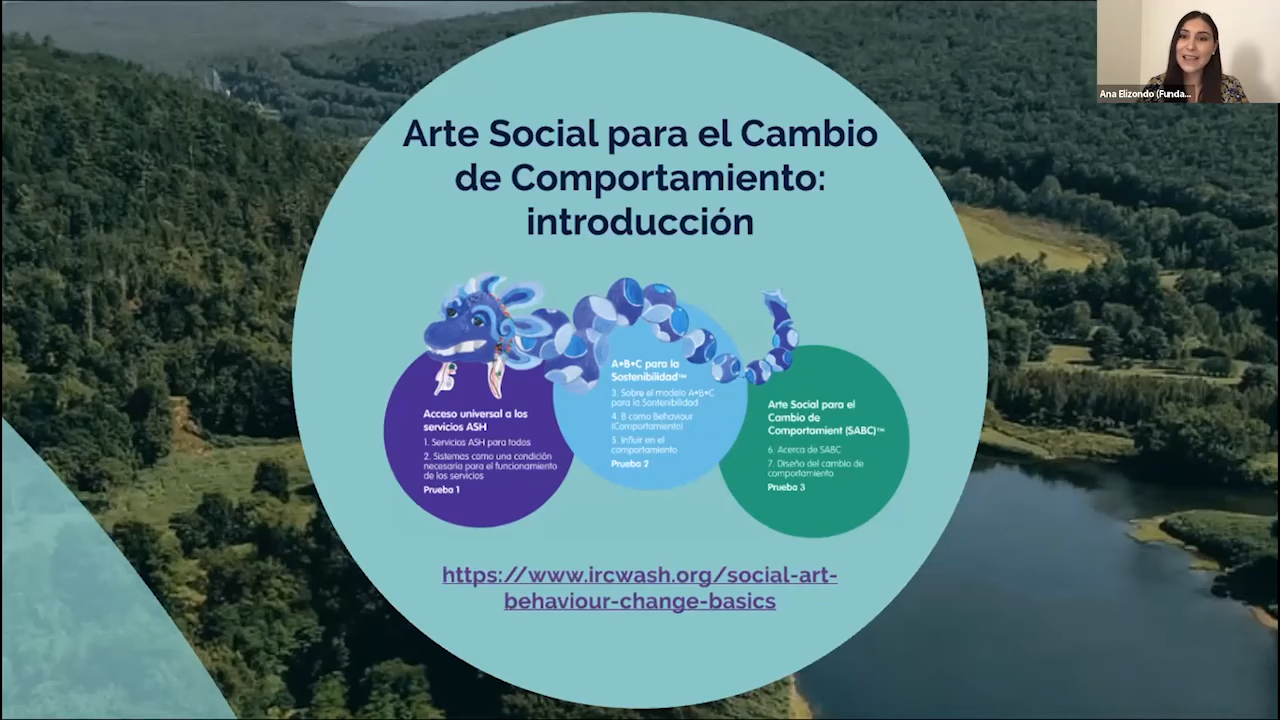 Ana Elizondo (Funda...
Arte Social para el Cambio
de Comportamiento:
introducción
Acceso universal a los
servicios ASH
1. Servicios ASH para todos
2. Sistemas como una condición
necesaria para el funcionamiento
de los servicios
Prueba 1
A+B+C para la
Sostenibilidad™
3. Sobre el modelo A+B+C
para la Sontenibilidad
4. B como Behaviour
(Comportamiento)
5. Influir en el
comportamiento
Prueba 2
Arte Social para el
Cambio de
Comportamient (SABC)™
6. Acerca de SABC
7. Diseño del cambio de
comportamiento
Prueba 3
https://www.ircwash.org/social-art-
behaviour-change-basics